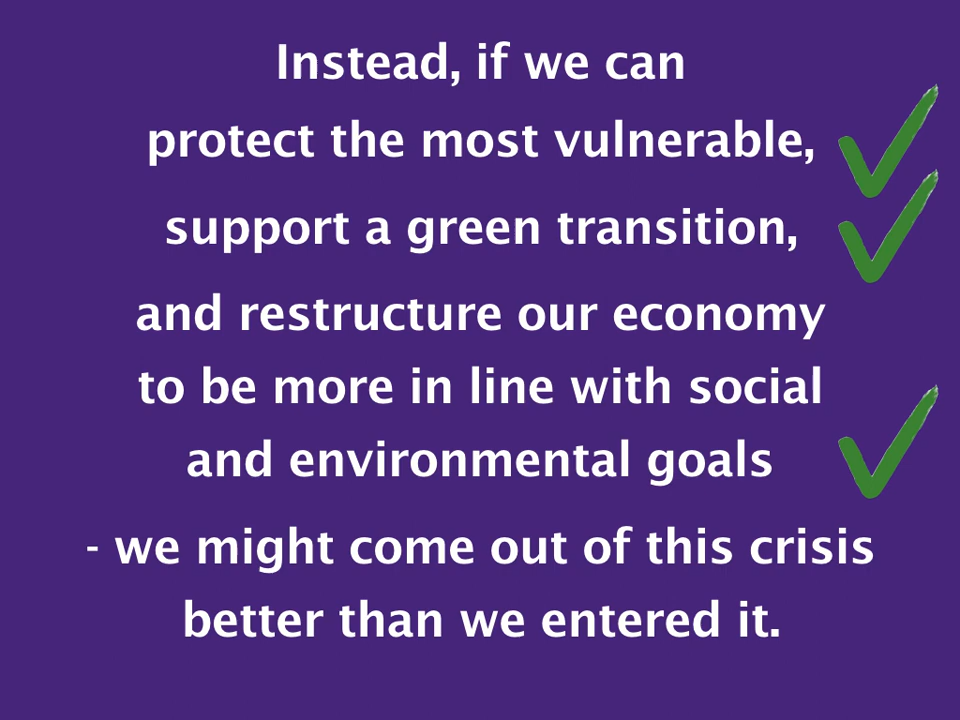 Instead, if we can
protect the most vulnerable,
support a green transition,
and restructure our economy
to be more in line with social
and environmental goals
- we might come out of this crisis
better than we entered it.